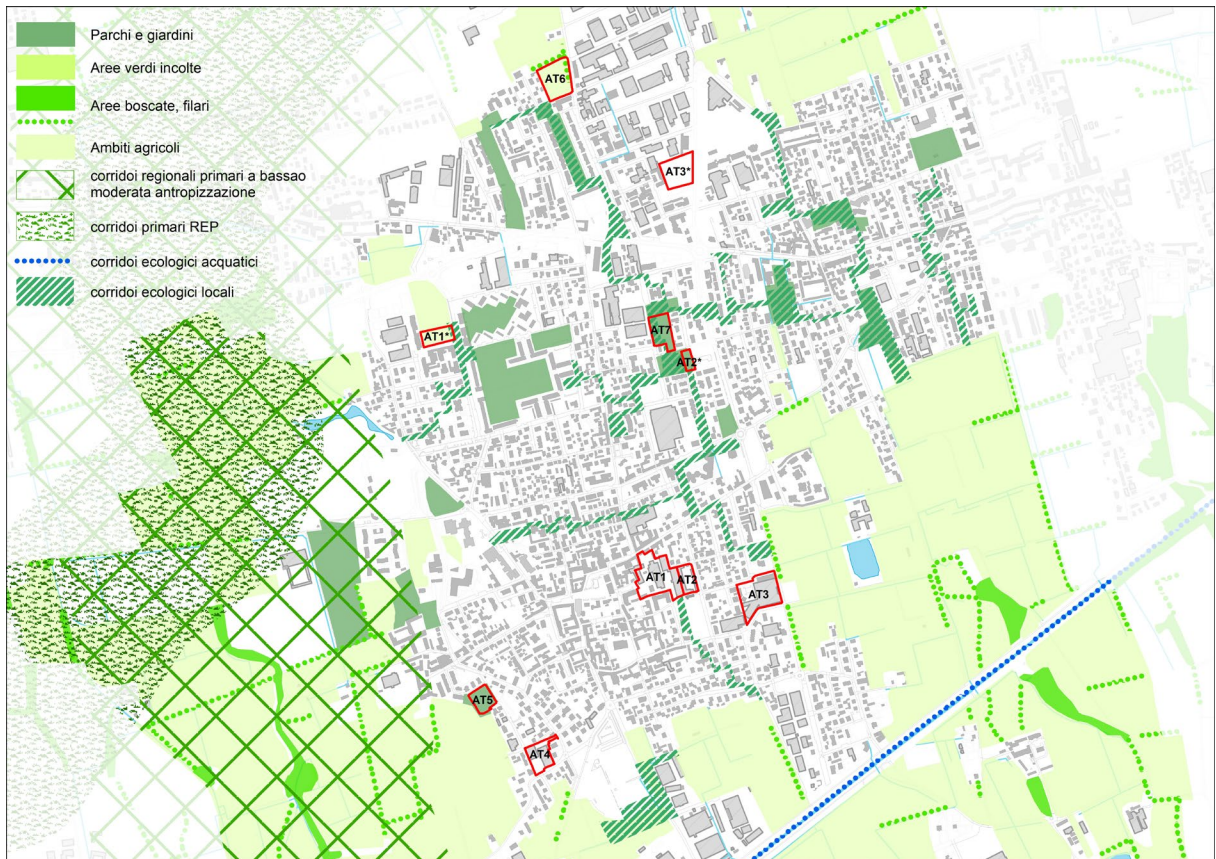 Parchi e giardini
Aree verdi incolte
Aree boscate, filari
Ambiti agricoli
corridoi regionali primari a bassao
moderata antropizzazione
corridoi primari REP
corridoi ecologici acquatici
corridoi ecologici locali
AT6
AT3*
AT1*
AT7
AT2*
AT1
AT2
AT3
AT5
AT4